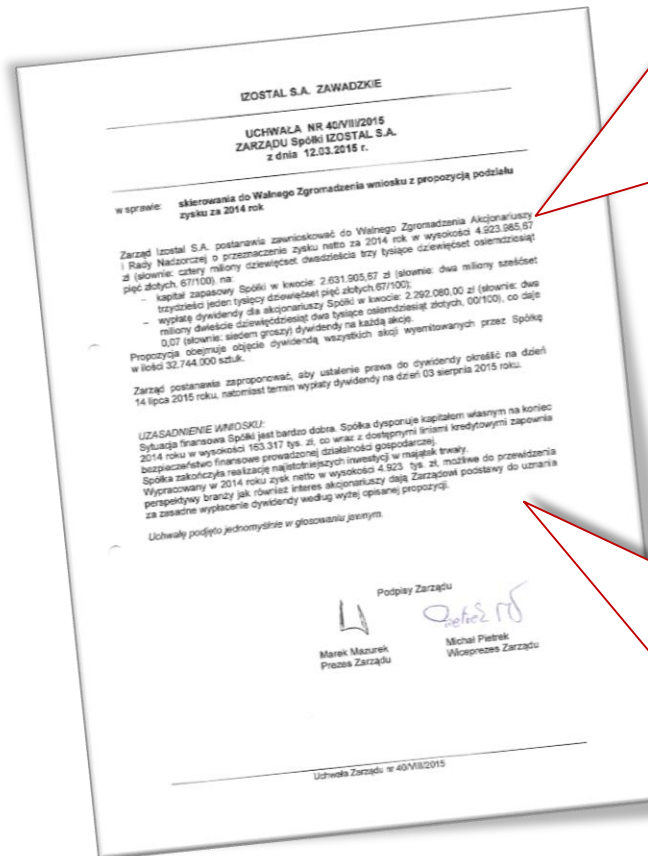 IZOSTAL S.A. ZAWADZKIE
UCHWAŁA NR 40/VIII/2015
ZARZĄDU Spółki IZOSTAL S.A.
z dnia 12.03.2015 r.
w sprawie: skierowania do Walnego Zgromadzenia wniosku z propozycją podziału
zysku za 2014 rok
Zarząd Izostal S.A. postanawia zawnioskować do Walnego Zgromadzenia Akcjonariuszy
i Rady Nadzorczej o przeznaczenie zysku netto za 2014 rok w wysokości 4.923.985,67
zł (słownie: cztery miliony dziewięćset dwadzieścia trzy tysiące dziewięćset osiemdziesiąt
pięć złotych, 67/100), na:
– kapitał zapasowy Spółki w kwocie: 2.631.905,67 zł (słownie: dwa miliony sześćset
trzydzieści jeden tysięcy dziewięćset pięć złotych,67/100);
– wypłatę dywidendy dla akcjonariuszy Spółki w kwocie: 2.292.080,00 zł (słownie: dwa
miliony dwieście dziewięćdziesiąt dwa tysiące osiemdziesiąt złotych, 00/100), co daje
0,07 (słownie: siedem groszy) dywidendy na każdą akcję.
Propozycja obejmuje objęcie dywidendą wszystkich akcji wyemitowanych przez Spółkę
w ilości 32.744.000 sztuk.
Zarząd postanawia zaproponować, aby ustalenie prawa do dywidendy określić na dzień
14 lipca 2015 roku, natomiast termin wypłaty dywidendy na dzień 03 sierpnia 2015 roku.
UZASADNIENIE WNIOSKU:
Sytuacja finansowa Spółki jest bardzo dobra. Spółka dysponuje kapitałem własnym na koniec
2014 roku w wysokości 163.317 tys. zł, co wraz z dostępnymi liniami kredytowymi zapewnia
bezpieczeństwo finansowe prowadzonej działalności gospodarczej.
Spółka zakończyła realizację najistotniejszych inwestycji w majątek trwały.
Wypracowany w 2014 roku zysk netto w wysokości 4.923 tys. zł, możliwe do przewidzenia
perspektywy branży jak również interes akcjonariuszy dają Zarządowi podstawy do uznania
za zasadne wypłacenie dywidendy według wyżej opisanej propozycji.
Uchwałę podjęto jednomyślnie w głosowaniu jawnym.
Podpisy Zarządu
Marek Mazurek
Prezes Zarządu
Michał Pietrek
Wiceprezes Zarządu
Uchwała Zarządu nr 40/VIII/2015